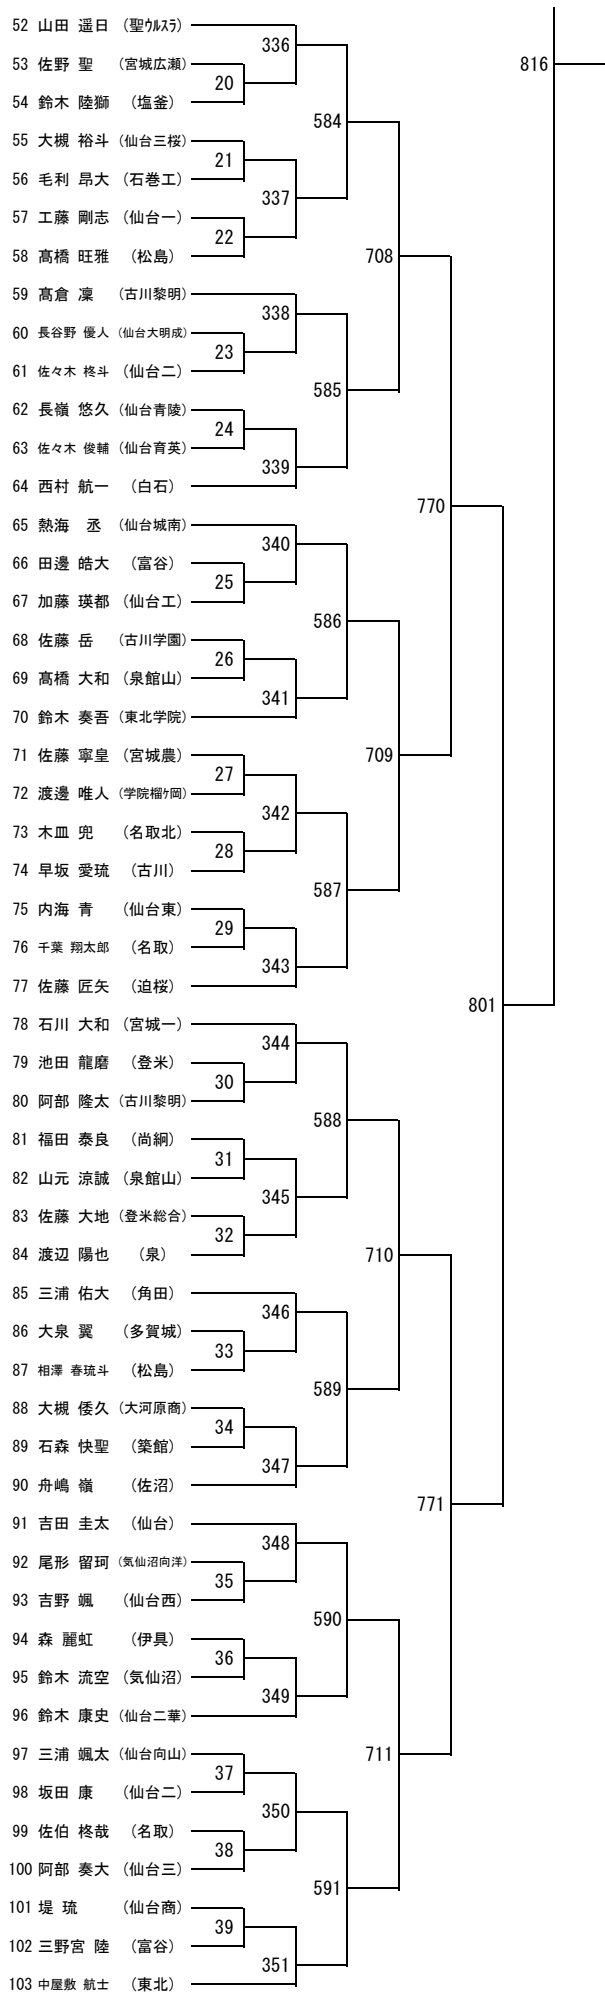 52 山田 遥日 (聖ｳﾙｽﾗ)
336
53 佐野 聖 (宮城広瀬)
816
20
54 鈴木 陸獅 (塩釜)
584
55 大槻 裕斗 (仙台三桜)
21
56 毛利 昂大 (石巻工)
337
57 工藤 剛志 (仙台一)
22
58 髙橋 旺雅 (松島)
708
59 髙倉 凜 (古川黎明)
338
60 長谷野 優人 (仙台大明成)
23
61 佐々木 柊斗 (仙台二)
585
62 長嶺 悠久 (仙台青陵)
24
63 佐々木 俊輔 (仙台育英)
339
64 西村 航一 (白石)
770
65 熱海 丞 (仙台城南)
340
66 田邊 皓大 (富谷)
25
67 加藤 瑛都 (仙台工)
586
68 佐藤 岳 (古川学園)
26
69 髙橋 大和 (泉館山)
341
70 鈴木 奏吾 (東北学院)
709
71 佐藤 寧皇 (宮城農)
27
72 渡邊 唯人 (学院榴ケ岡)
342
73 木皿 兜 (名取北)
28
74 早坂 愛琉 (古川)
587
75 内海 青 (仙台東)
29
76 千葉 翔太郎 (名取)
343
77 佐藤 匠矢 (迫桜)
801
78 石川 大和 (宮城一)
344
79 池田 龍磨 (登米)
30
80 阿部 隆太 (古川黎明)
588
81 福田 泰良 (尚絅)
31
82 山元 涼誠 (泉館山)
345
83 佐藤 大地 (登米総合)
32
84 渡辺 陽也 (泉)
710
85 三浦 佑大 (角田)
346
86 大泉 翼 (多賀城)
33
87 相澤 春琉斗 (松島)
589
88 大槻 倭久 (大河原商)
34
89 石森 快聖 (築館)
347
90 舟嶋 嶺 (佐沼)
771
91 吉田 圭太 (仙台)
348
92 尾形 留珂 (気仙沼向洋)
35
93 吉野 颯 (仙台西)
590
94 森 麗虹 (伊具)
36
95 鈴木 流空 (気仙沼)
349
96 鈴木 康史 (仙台二華)
711
97 三浦 颯太 (仙台向山)
37
98 坂田 康 (仙台二)
350
99 佐伯 柊哉 (名取)
38
100 阿部 奏大 (仙台三)
591
101 堤 琉 (仙台商)
39
102 三野宮 陸 (富谷)
351
103 中屋敷 航士 (東北)